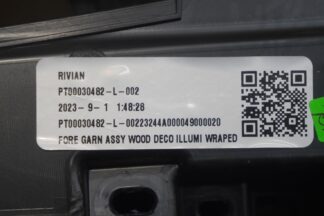 RIVIAN
PT00030482-L-002
2023- 9- 1 1:48:28
PT00030482-L-00223244A000049000020
FORE GARN ASSY WOOD DECO ILLUMI WRAPED